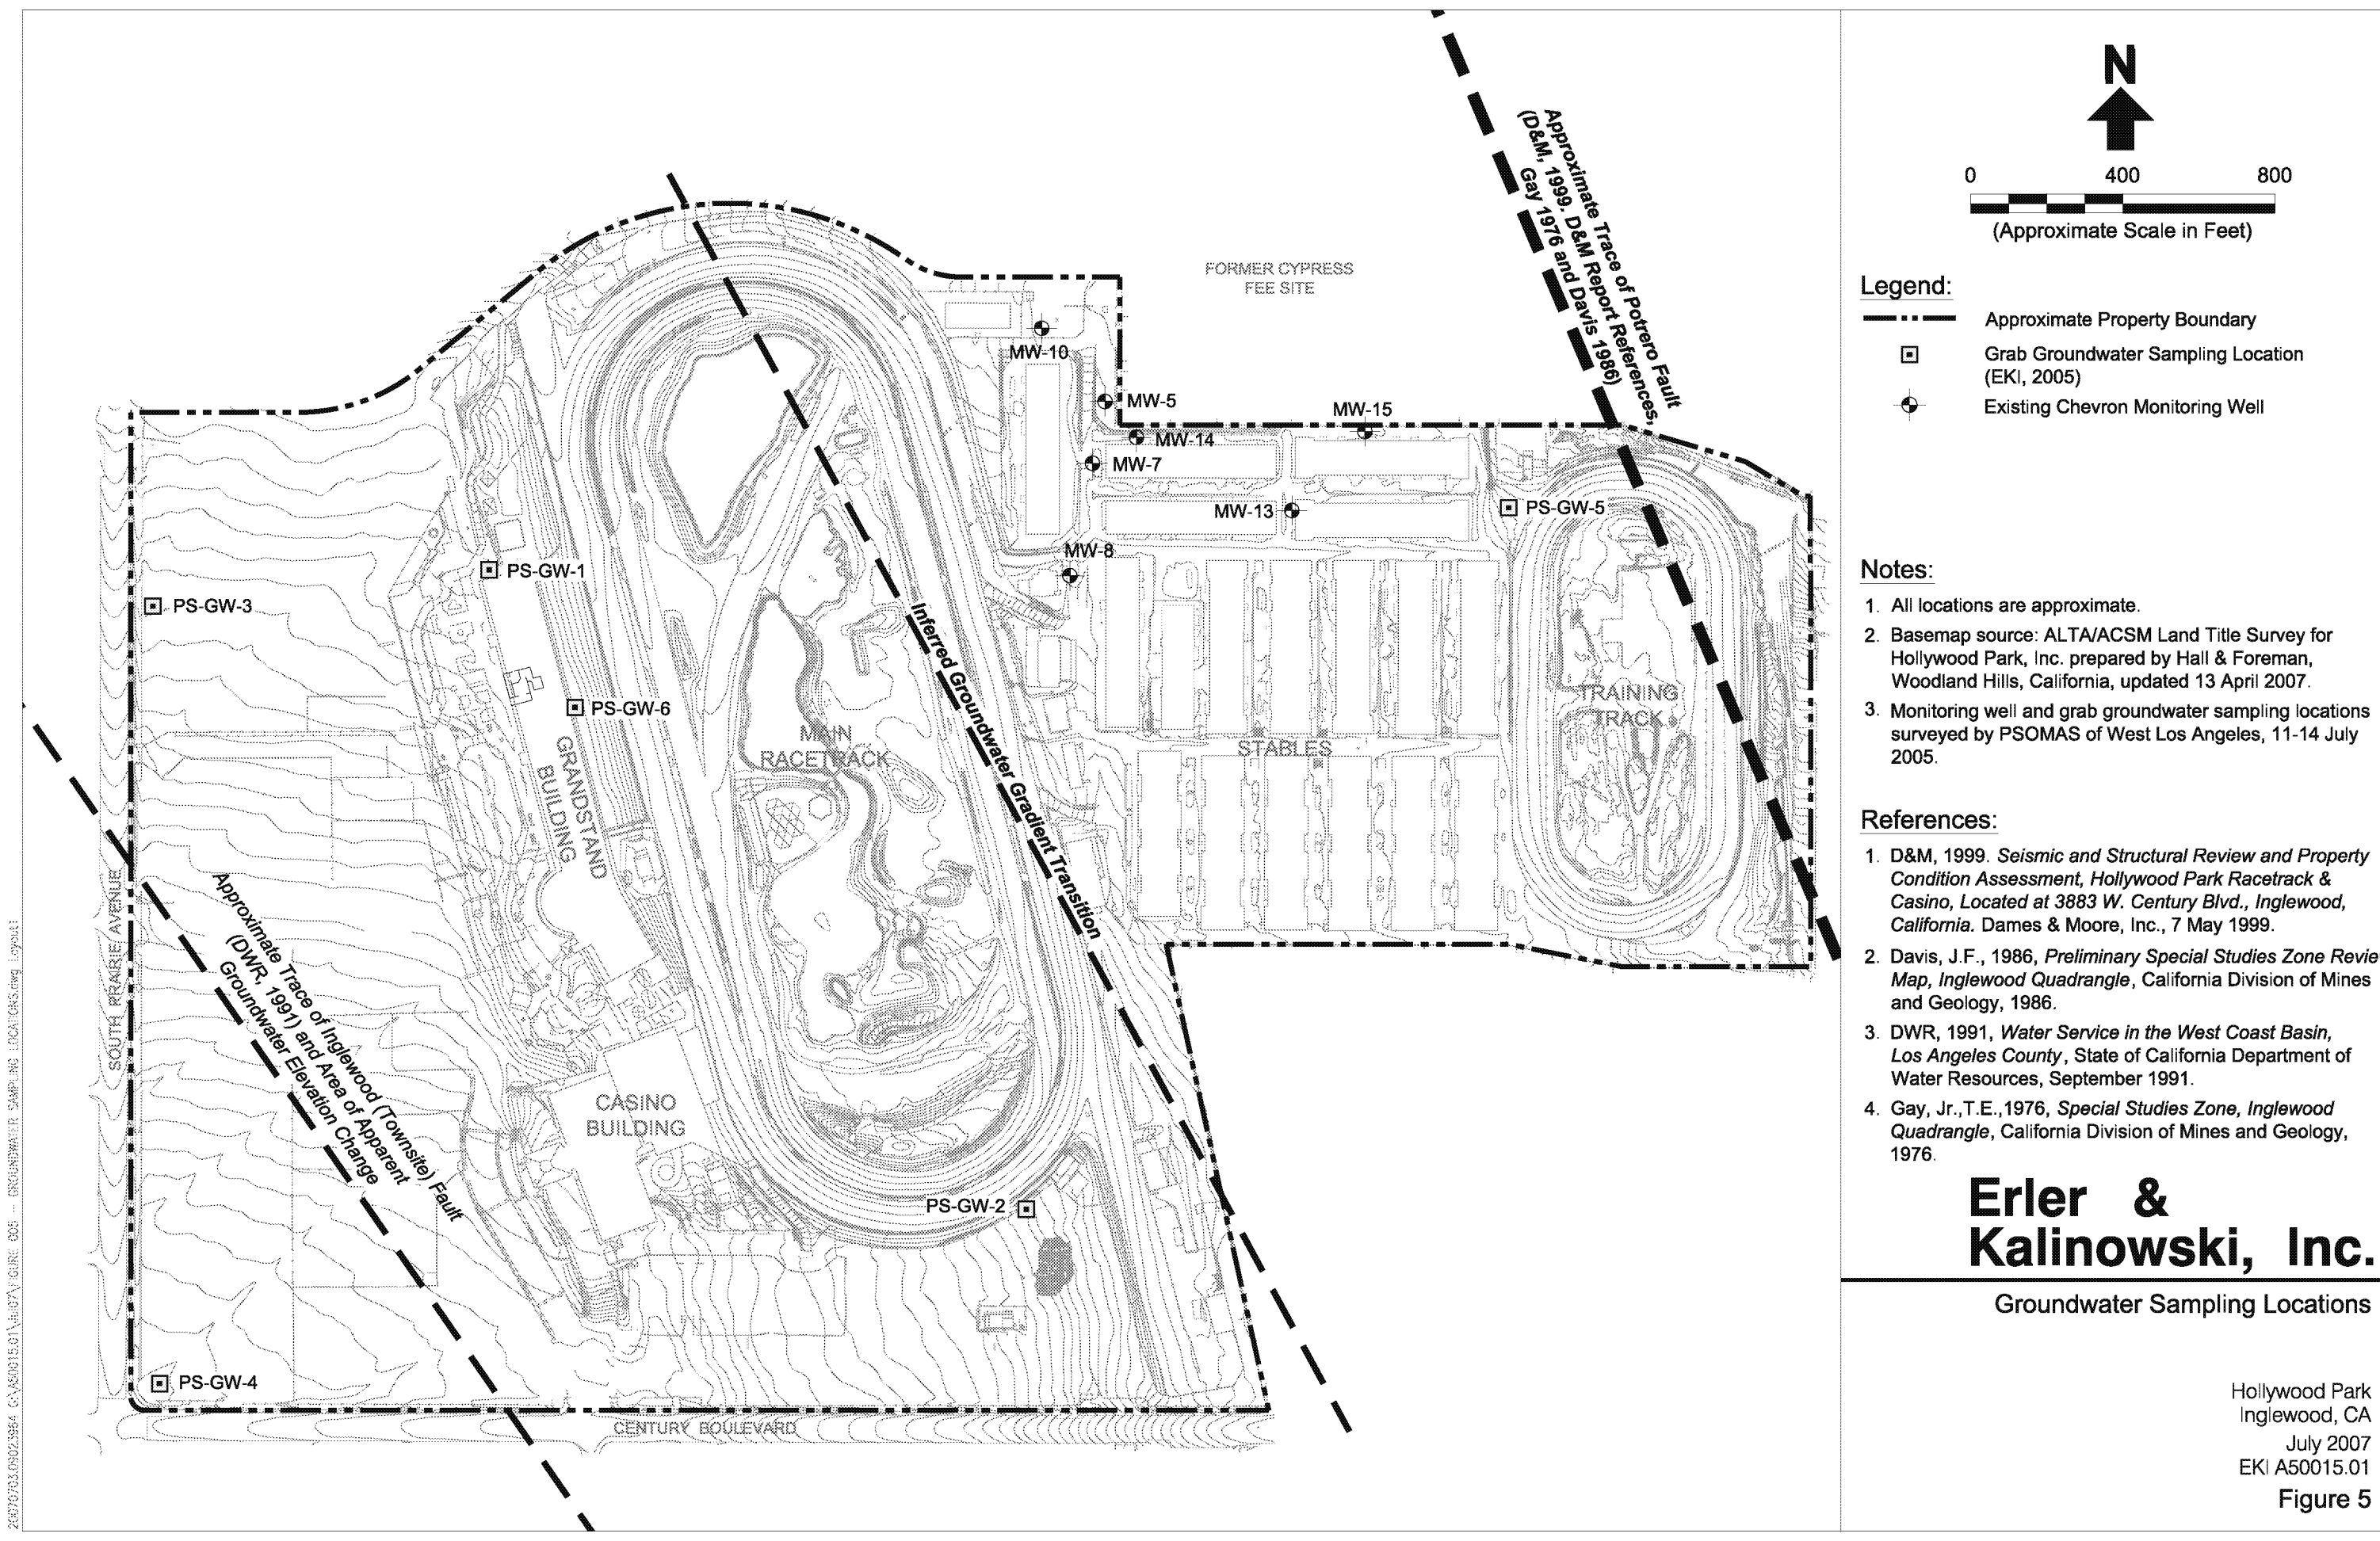 N
0 400 800
(Approximate Scale in Feet)
Legend:
Approximate Property Boundary
Grab Groundwater Sampling Location
(EKI, 2005)
Existing Chevron Monitoring Well
Notes:
1. All locations are approximate.
2. Basemap source: ALTA/ACSM Land Title Survey for
Hollywood Park, Inc. prepared by Hall & Foreman,
Woodland Hills, California, updated 13 April 2007.
3. Monitoring well and grab groundwater sampling locations
surveyed by PSOMAS of West Los Angeles, 11-14 July
2005.
References:
1. D&M, 1999. Seismic and Structural Review and Property
Condition Assessment, Hollywood Park Racetrack &
Casino, Located at 3883 W. Century Blvd., Inglewood,
California. Dames & Moore, Inc., 7 May 1999.
2. Davis, J.F., 1986, Preliminary Special Studies Zone Revie
Map, Inglewood Quadrangle, California Division of Mines
and Geology, 1986.
3. DWR, 1991, Water Service in the West Coast Basin,
Los Angeles County, State of California Department of
Water Resources, September 1991.
4. Gay, Jr.,T.E.,1976, Special Studies Zone, Inglewood
Quadrangle, California Division of Mines and Geology,
1976.
Erler &
Kalinowski, Inc.
Groundwater Sampling Locations
Hollywood Park
Inglewood, CA
July 2007
EKI A50015.01
Figure 5
Approximate Trace of Potrero Fault
(D&M, 1999. D&M Report References,
Gay 1976 and Davis 1986)
FORMER CYPRESS
FEE SITE
MW-10
MW-5
MW-15
MW-14
MW-7
MW-13
PS-GW-5
MW-8
PS-GW-1
PS-GW-3
PS-GW-6
Inferred Groundwater Gradient Transition
MAIN
RACETRACK
GRANDSTAND
BUILDING
STABLES
TRAINING
TRACK
SOUTH PRAIRIE AVENUE
Approximate Trace of Inglewood (Townsite) Fault
(DWR, 1991) and Area of Apparent
Groundwater Elevation Change
CASINO
BUILDING
PS-GW-2
PS-GW-4
CENTURY BOULEVARD